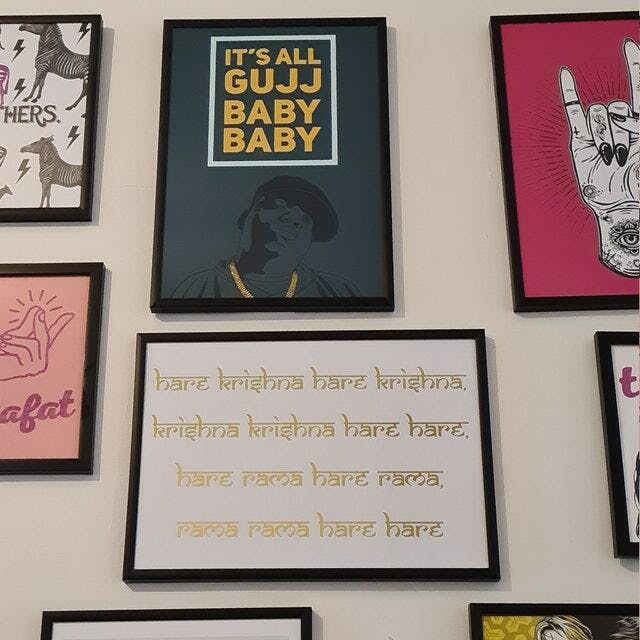 HERS.
IT'S ALL
GUJJ
BABY
BABY
afat
hare krishna hare krishna,
krishna krishna hare hare,
hare rama hare rama,
rama rama hare hare
t